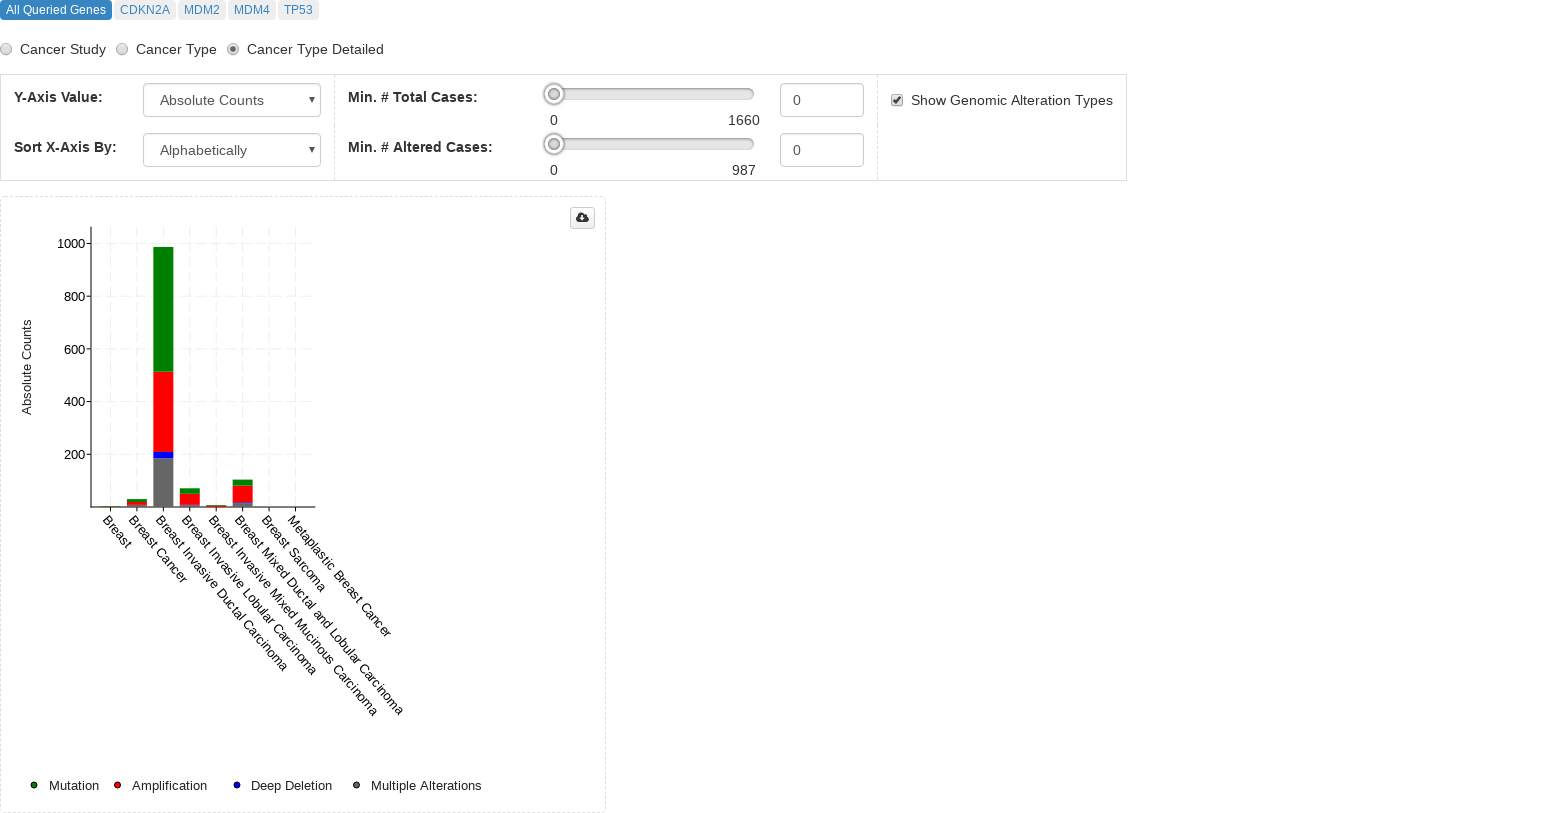 All Queried Genes CDKN2A MDM2 MDM4 TP53
Cancer Study Cancer Type Cancer Type Detailed
Y-Axis Value: Absolute Counts Min. # Total Cases: 0 Show Genomic Alteration Types
0 1660
Sort X-Axis By: Alphabetically Min. # Altered Cases: 0
0 987
1000
800
600
400
200
Absolute Counts
Breast
Breast Cancer
Breast Invasive Ductal Carcinoma
Breast Invasive Lobular Carcinoma
Breast Invasive Mixed Mucinous Carcinoma
Breast Mixed Ductal and Lobular Carcinoma
Breast Sarcoma
Metaplastic Breast Cancer
Mutation Amplification Deep Deletion Multiple Alterations